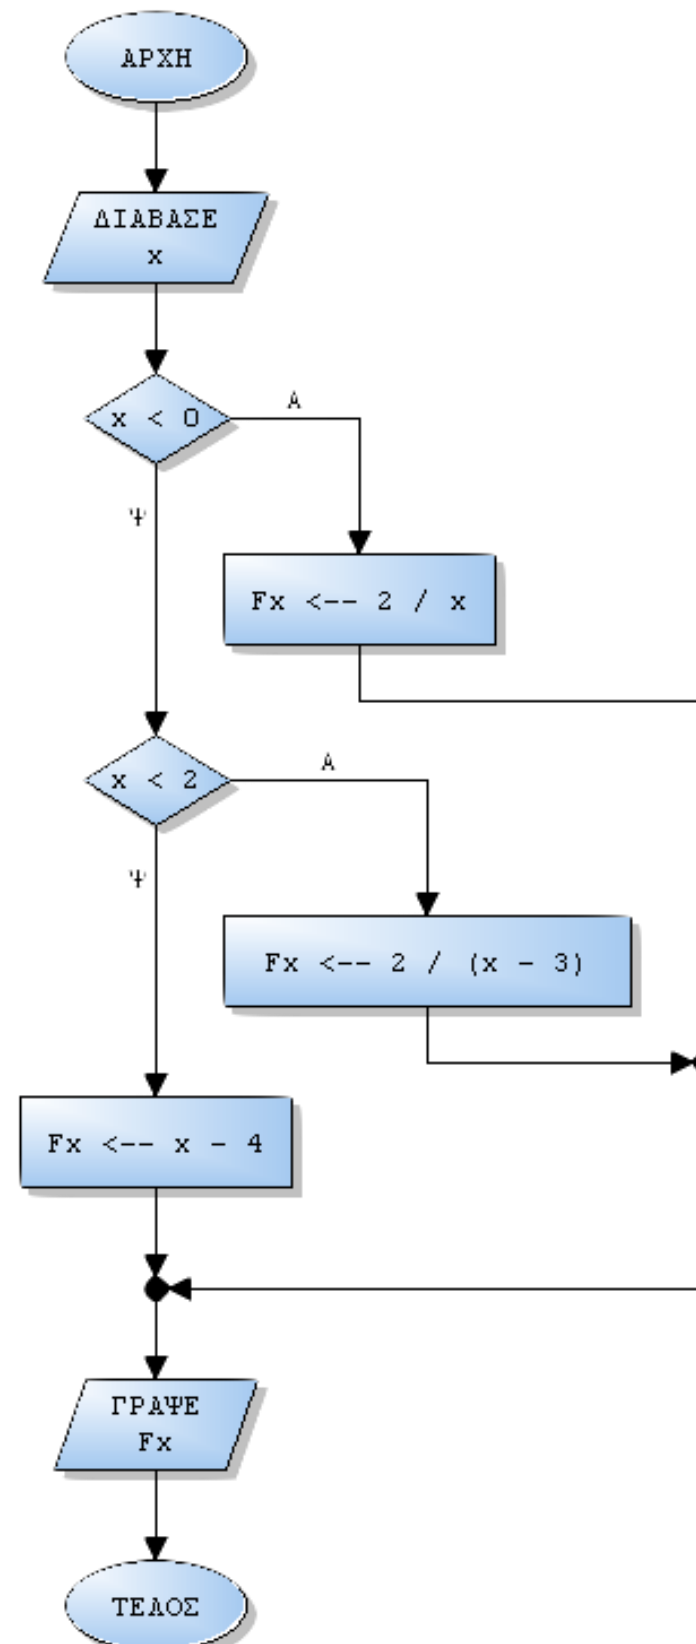 ΑΡΧΗ
ΔΙΑΒΑΣΕ
x
x < 0
Α
Ψ
Fx <-- 2 / x
x < 2
Α
Ψ
Fx <-- 2 / (x - 3)
Fx <-- x - 4
ΓΡΑΨΕ
Fx
ΤΕΛΟΣ